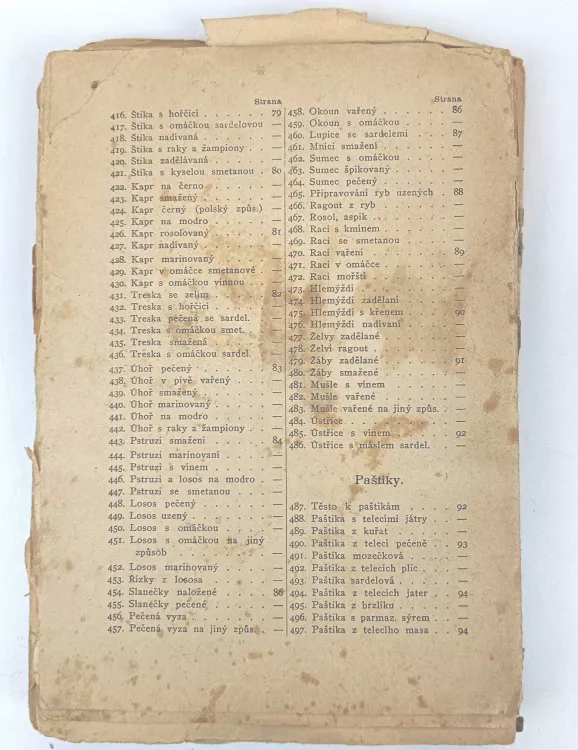 Strana
416. Štika s hořčicí . . . . . . 79
417. Štika s omáčkou sardelovou —
418. Štika nadívaná . . . . . . —
419. Štika s raky a žampiony . . —
420. Štika zadělávaná . . . . . —
421. Štika s kyselou smetanou . 80
422. Kapr na černo . . . . . . —
423. Kapr smažený . . . . . . —
424. Kapr černý (polský způs.) . —
425. Kapr na modro . . . . . —
426. Kapr rosolovaný . . . . . 81
427. Kapr nadívaný . . . . . —
428. Kapr marinovaný . . . . —
429. Kapr v omáčce smetanové —
430. Kapr s omáčkou vinnou . —
431. Treska se zelím . . . . . 82
432. Treska s hořčicí . . . . . —
433. Treska pečená se sardel. —
434. Treska s omáčkou smet. . —
435. Treska smažená . . . . —
436. Treska s omáčkou sardel. —
437. Úhoř pečený . . . . . . 83
438. Úhoř v pivě vařený . . . —
439. Úhoř smažený . . . . . —
440. Úhoř marinovaný . . . . —
441. Úhoř na modro . . . . . —
442. Úhoř s raky a žampiony . —
443. Pstruzi smažení . . . . . 84
444. Pstruzi marinovaní . . . . —
445. Pstruzi s vínem . . . . . —
446. Pstruzi a losos na modro . —
447. Pstruzi se smetanou . . . —
448. Losos pečený . . . . . . —
449. Losos uzený . . . . . . —
450. Losos s omáčkou . . . . —
451. Losos s omáčkou na jiný
způsob . . . . . . . —
452. Losos marinovaný . . . . —
453. Řízky z lososa . . . . . —
454. Slanečky naložené . . . . 86
455. Slanečky pečené . . . . . —
456. Pečená vyza . . . . . . —
457. Pečená vyza na jiný způs. . —
Strana
458. Okoun vařený . . . . . . 86
459. Okoun s omáčkou . . . . —
460. Lupice se sardelemi . . . 87
461. Mníci smažení . . . . . —
462. Sumec s omáčkou . . . . —
463. Sumec špikovaný . . . . —
464. Sumec pečený . . . . . —
465. Připravování ryb uzených . 88
466. Ragout z ryb . . . . . . —
467. Rosol, aspik . . . . . . —
468. Raci s kmínem . . . . . —
469. Raci se smetanou . . . . —
470. Raci vaření . . . . . . . 89
471. Raci v omáčce . . . . . —
472. Raci mořští . . . . . . —
473. Hlemýždi . . . . . . . —
474. Hlemýždi zadělaní . . . . —
475. Hlemýždi s křenem . . . 90
476. Hlemýždi nadívaní . . . . —
477. Želvy zadělané . . . . . —
478. Želví ragout . . . . . . —
479. Žáby zadělané . . . . . 91
480. Žáby smažené . . . . . —
481. Mušle s vínem . . . . . —
482. Mušle vařené . . . . . . —
483. Mušle vařené na jiný způs. . —
484. Ústřice . . . . . . . . —
485. Ústřice s vínem . . . . . 92
486. Ústřice s máslem sardel. —
Paštiky.
487. Těsto k paštikám . . . . 92
488. Paštika s telecími játry . . —
489. Paštika z kuřat . . . . . —
490. Paštika z telecí pečeně . . 93
491. Paštika mozečková . . . —
492. Paštika z telecích plic . . —
493. Paštika sardelová . . . . —
494. Paštika z telecích jater . . 94
495. Paštika z brzlíku . . . . —
496. Paštika s parmaz. sýrem . —
497. Paštika z telecího masa . . 94